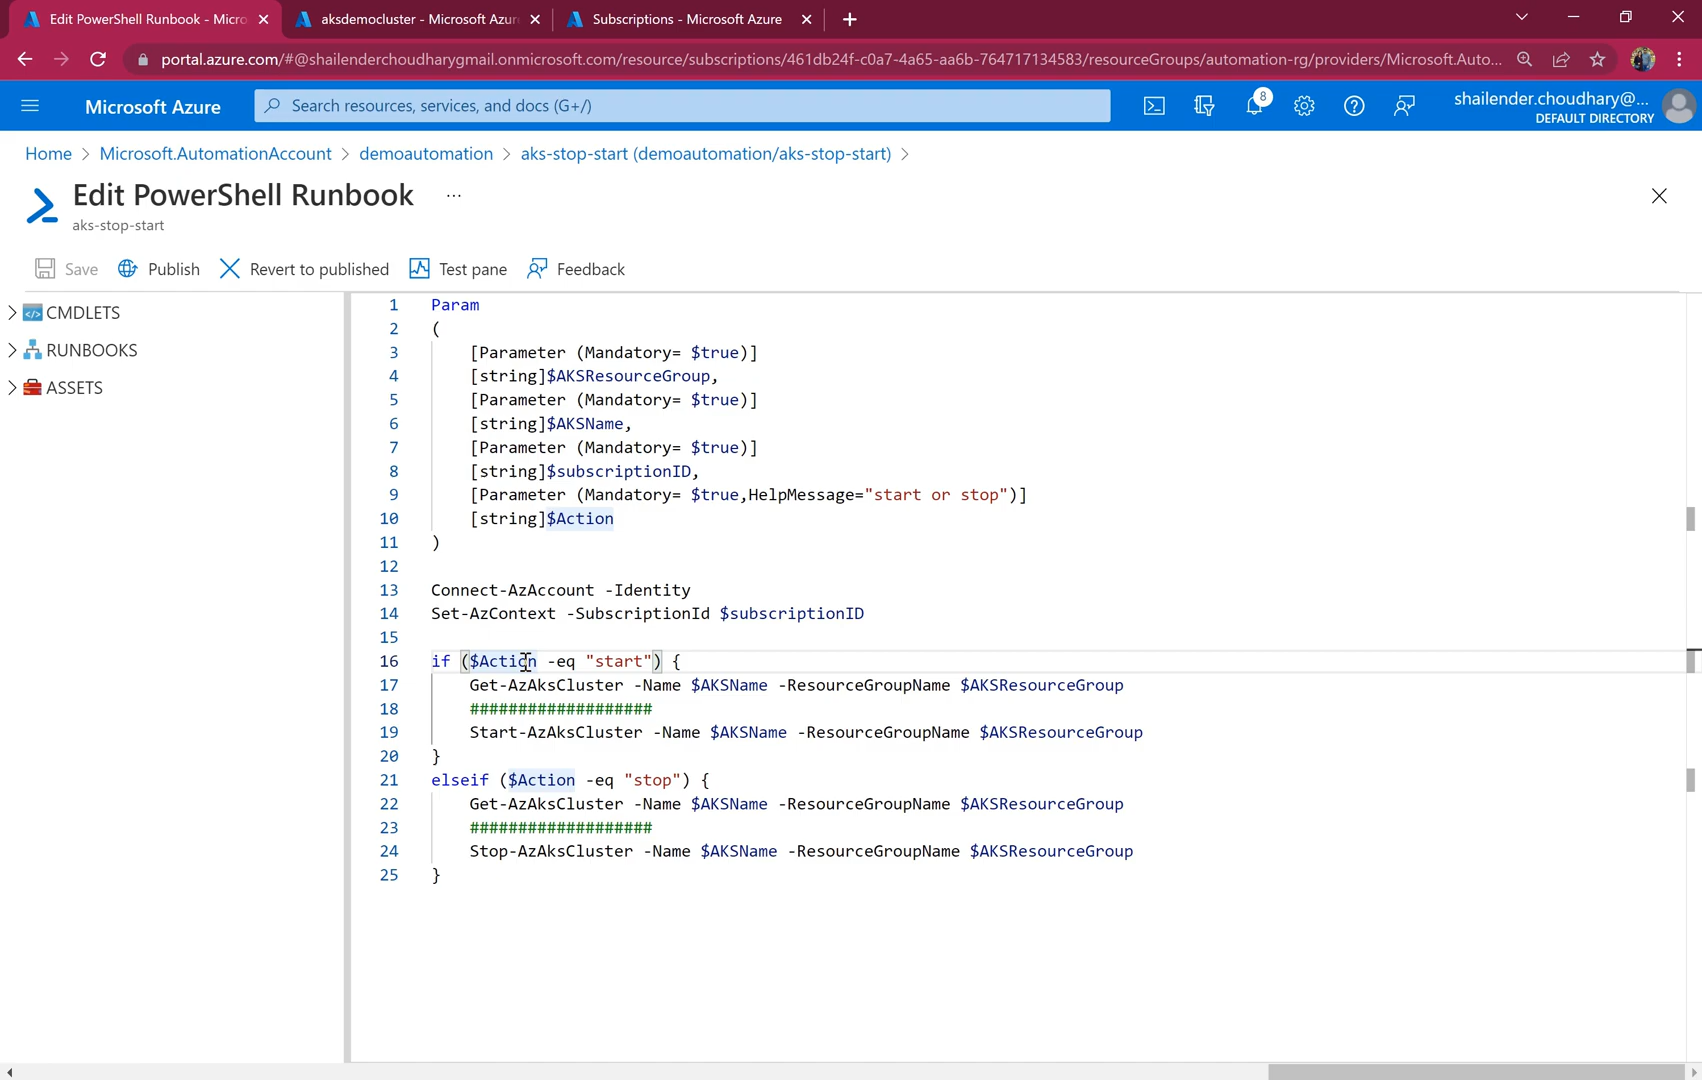 Edit PowerShell Runbook - Micro
aksdemocluster - Microsoft Azur
Subscriptions - Microsoft Azure
portal.azure.com/#@shailenderchoudharygmail.onmicrosoft.com/resource/subscriptions/461db24f-c0a7-4a65-aa6b-764717134583/resourceGroups/automation-rg/providers/Microsoft.Auto...
Microsoft Azure
Search resources, services, and docs (G+/)
8
shailender.choudhary@...
DEFAULT DIRECTORY
Home > Microsoft.AutomationAccount > demoautomation > aks-stop-start (demoautomation/aks-stop-start) >
Edit PowerShell Runbook ...
aks-stop-start
Save Publish Revert to published Test pane Feedback
CMDLETS
RUNBOOKS
ASSETS
1 Param
2 (
3 [Parameter (Mandatory= $true)]
4 [string]$AKSResourceGroup,
5 [Parameter (Mandatory= $true)]
6 [string]$AKSName,
7 [Parameter (Mandatory= $true)]
8 [string]$subscriptionID,
9 [Parameter (Mandatory= $true,HelpMessage="start or stop")]
10 [string]$Action
11 )
12
13 Connect-AzAccount -Identity
14 Set-AzContext -SubscriptionId $subscriptionID
15
16 if ($Action -eq "start") {
17 Get-AzAksCluster -Name $AKSName -ResourceGroupName $AKSResourceGroup
18 ###################
19 Start-AzAksCluster -Name $AKSName -ResourceGroupName $AKSResourceGroup
20 }
21 elseif ($Action -eq "stop") {
22 Get-AzAksCluster -Name $AKSName -ResourceGroupName $AKSResourceGroup
23 ###################
24 Stop-AzAksCluster -Name $AKSName -ResourceGroupName $AKSResourceGroup
25 }